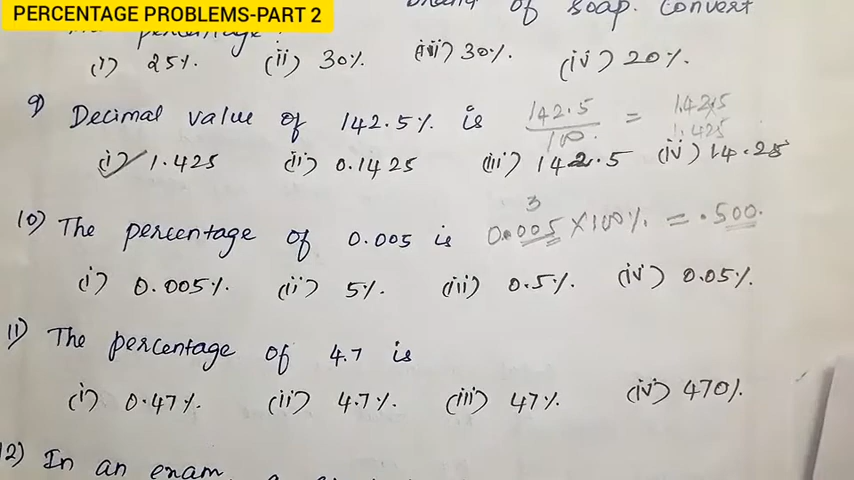 PERCENTAGE PROBLEMS-PART 2
of soap. Convert
percentage?
(i) 25%. (ii) 30%. (iii) 30%. (iv) 20%.
9) Decimal value of 142.5% is 142.5/100. = 142.5
1.425
(i) 1.425 (ii) 0.1425 (iii) 142.5 (iv) 14.25
3
10) The percentage of 0.005 is 0.005 × 100% = .500.
(i) 0.005%. (ii) 5%. (iii) 0.5%. (iv) 0.05%.
11) The percentage of 4.7 is
(i) 0.47%. (ii) 4.7%. (iii) 47%. (iv) 470%.
12) In an exam,